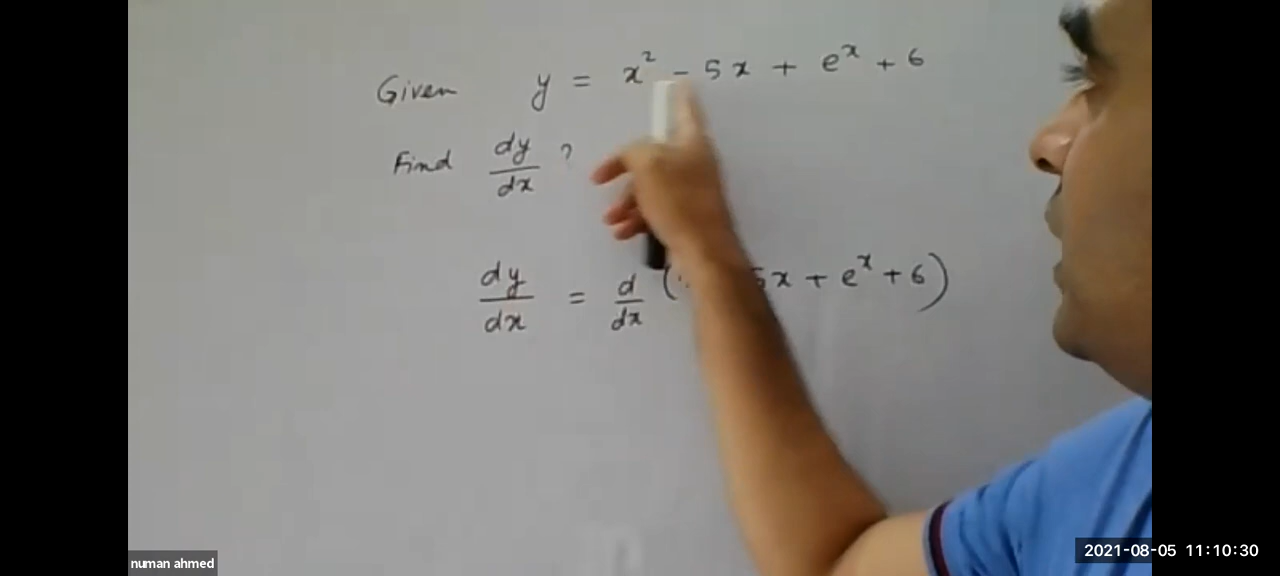 Given y = x² - 5x + eˣ + 6
Find dy/dx ?
dy/dx = d/dx ( 5x + eˣ + 6)
numan ahmed
2021-08-05 11:10:30